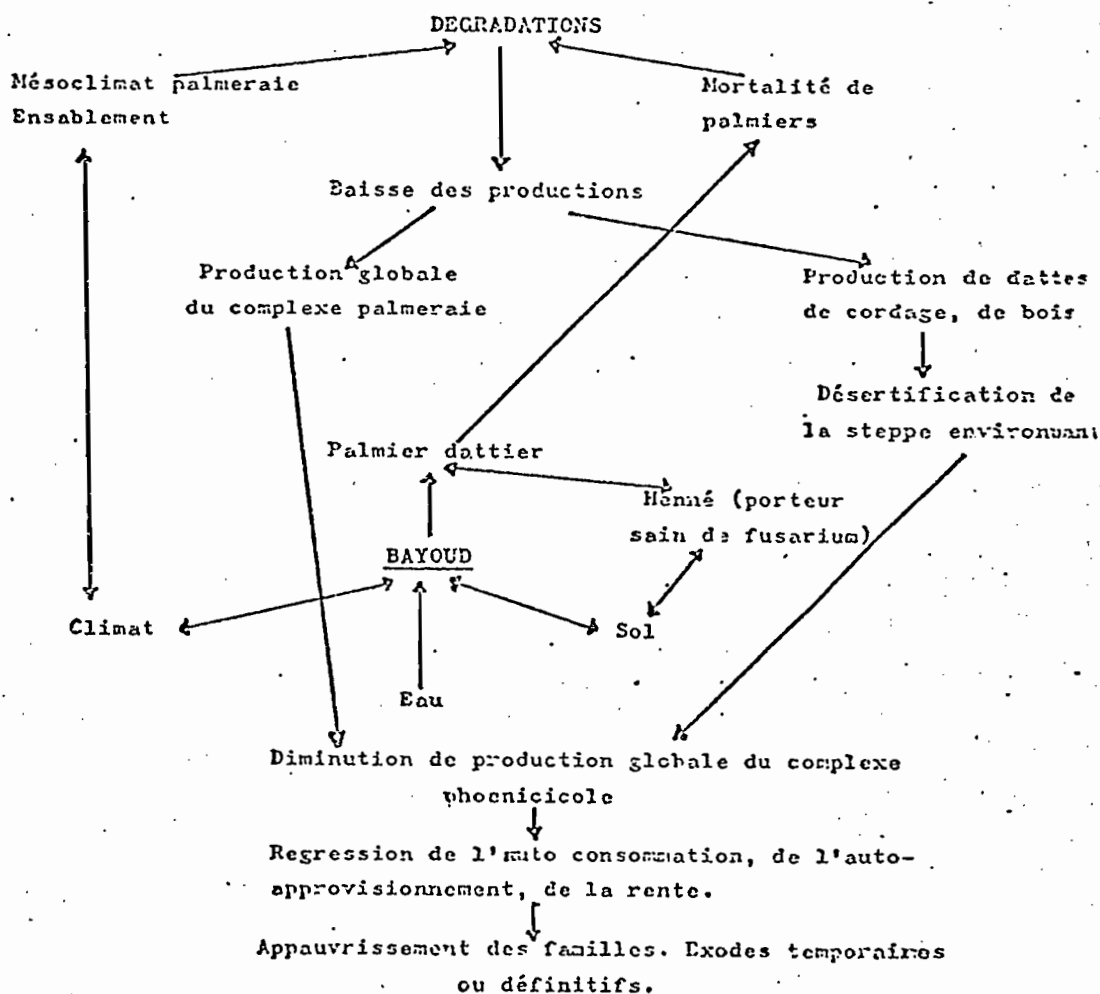 DEGRADATIONS
Mésoclimat palmeraie
Ensablement
Mortalité de
palmiers
Baisse des productions
Production globale
du complexe palmeraie
Production de dattes
de cordage, de bois
Désertification de
la steppe environnant
Palmier dattier
Henné (porteur
sain de fusarium)
BAYOUD
Climat
Sol
Eau
Diminution de production globale du complexe
phoenicicole
Regression de l'auto consommation, de l'auto-
approvisionnement, de la rente.
Appauvrissement des familles. Exodes temporaires
ou définitifs.